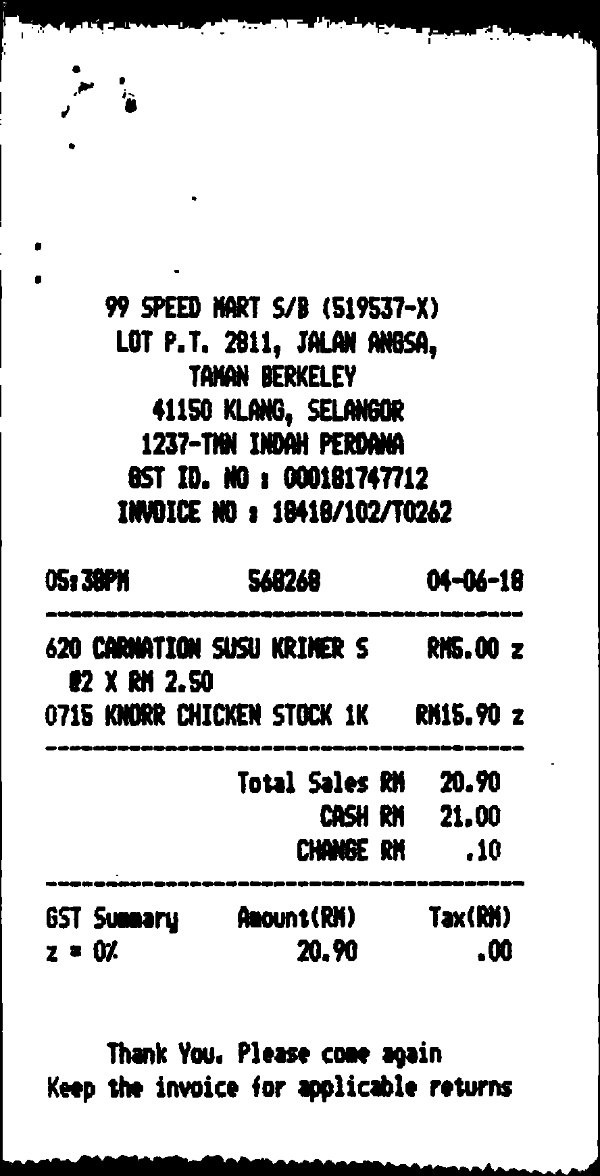 99 SPEED MART S/B (519537-X)
LOT P.T. 2811, JALAN ANGSA,
TAMAN BERKELEY
41150 KLANG, SELANGOR
1237-TMN INDAH PERDANA
GST ID. NO : 000181747712
INVOICE NO : 18418/102/T0262
05:38PM 568268 04-06-18
620 CARNATION SUSU KRIMER S RM5.00 z
@2 X RM 2.50
0715 KNORR CHICKEN STOCK 1K RM15.90 z
Total Sales RM 20.90
CASH RM 21.00
CHANGE RM .10
GST Summary Amount(RM) Tax(RM)
z = 0% 20.90 .00
Thank You. Please come again
Keep the invoice for applicable returns